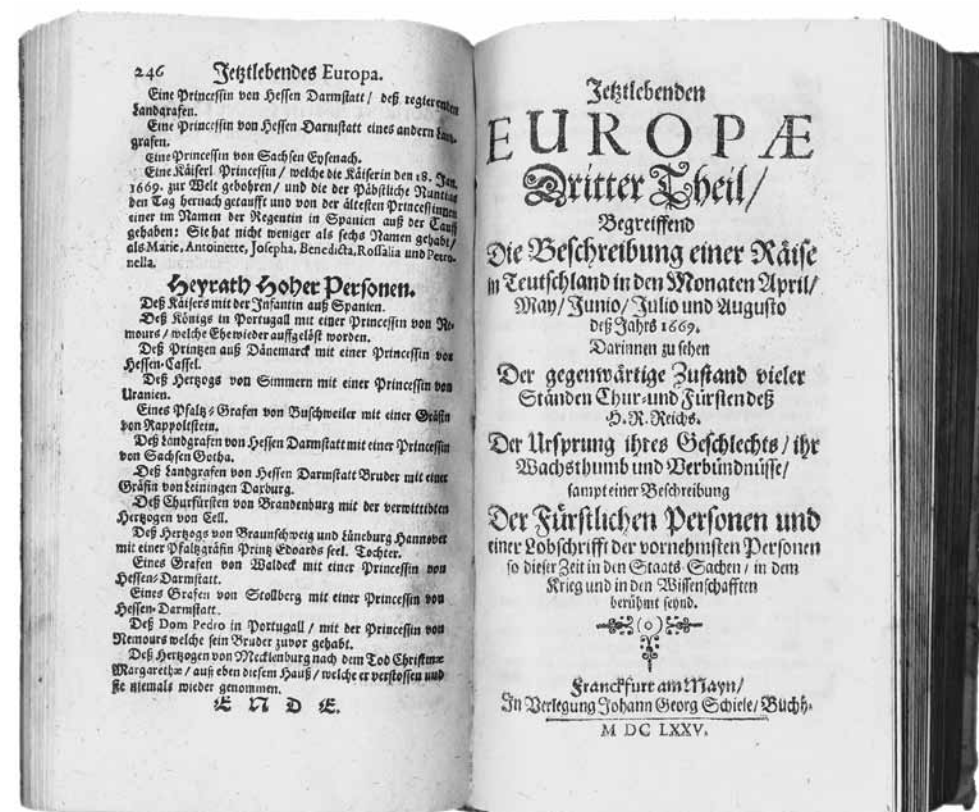 246 Jetztlebendes Europa.
Eine Princessin von Hessen Darmstatt / deß regierenden
Landgrafen.
Eine Princessin von Hessen Darmstatt eines andern Lan-
grafen.
Eine Princessin von Sachsen Eysenach.
Eine Käiserl Princessin / welche die Käiserin den 18. Jan.
1669. zur Welt gebohren / und die der Päbstliche Nuntius
den Tag hernach getaufft und von der ältesten Princessinnen
einer im Namen der Regentin in Spanien auß der Tauff
gehaben: Sie hat nicht weniger als sechs Namen gehabt /
als Marie, Antoinette, Josepha, Benedicta, Rossalia und Petro-
nella.
Heyrath Hoher Personen.
Deß Käisers mit der Infantin auß Spanien.
Deß Königs in Portugall mit einer Princessin von Ne-
mours / welche Ehe wieder auffgelöst worden.
Deß Printzen auß Dänemarck mit einer Princessin von
Hessen-Cassel.
Deß Hertzogs von Simmern mit einer Princessin von
Uranien.
Eines Pfaltz-Grafen von Buschweiler mit einer Gräfin
von Rappoltstein.
Deß Landgrafen von Hessen Darmstatt mit einer Princessin
von Sachsen Gotha.
Deß Landgrafen von Hessen Darmstatt Bruder mit einer
Gräfin von Leiningen Daxburg.
Deß Churfürsten von Brandenburg mit der verwittibten
Hertzogen von Cell.
Deß Hertzogs von Braunschweig und Lüneburg Hannover
mit einer Pfaltzgräfin Printz Edoards seel. Tochter.
Eines Grafen von Waldeck mit einer Princessin von
Hessen-Darmstatt.
Eines Grafen von Stollberg mit einer Princessin von
Hessen-Darmstatt.
Deß Dom Pedro in Portugall / mit der Princessin von
Nemours welche sein Bruder zuvor gehabt.
Deß Hertzogen von Mecklenburg nach dem Tod Christinæ
Margarethæ / auß eben diesem Hauß / welche er verstossen und
sie niemals wieder genommen.
E N D E.
Jetztlebenden
EUROPÆ
Dritter Theil /
Begreiffend
Die Beschreibung einer Räise
in Teutschland in den Monaten April /
May / Junio / Julio und Augusto
deß Jahrs 1669.
Darinnen zu sehen
Der gegenwärtige Zustand vieler
Ständen Chur-und Fürsten deß
H. R. Reichs.
Der Ursprung ihres Geschlechts / ihr
Wachsthumb und Verbündnüsse /
sampt einer Beschreibung
Der Fürstlichen Personen und
einer Lobschrifft der vornehmsten Personen
so dieser Zeit in den Staats-Sachen / in dem
Krieg und in den Wissenschafften
berühmt seynd.
Franckfurt am Mayn /
In Verlegung Johann Georg Schiele / Buchh.
M DC LXXV.